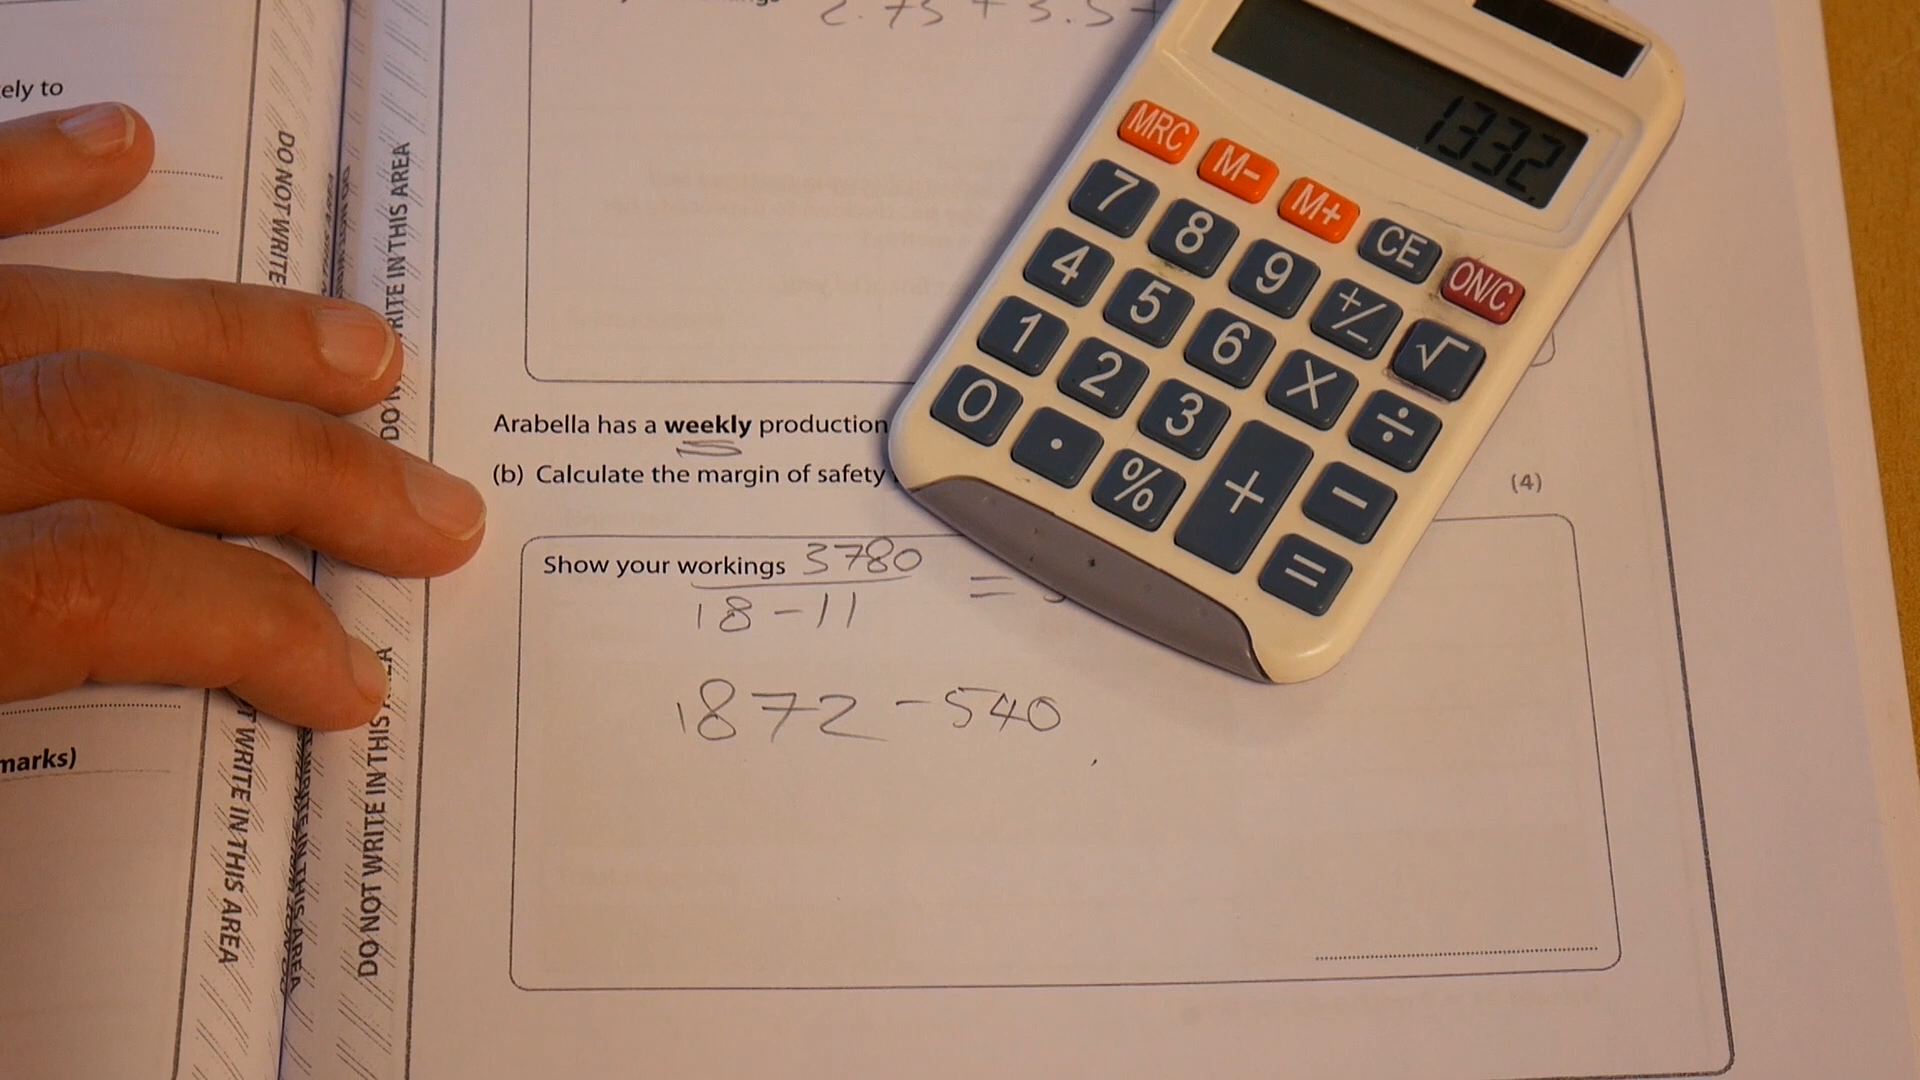 ely to
marks)
DO NOT WRITE
T WRITE IN THIS AREA
DO NOT WRITE IN THIS AREA
DO NOT WRITE IN THIS AREA
2.75 + 3.5 +
Arabella has a weekly production
(b) Calculate the margin of safety
(4)
Show your workings 3780
18 - 11
=
1872 - 540
1332.
MRC M- M+ CE ON/C
7 8 9 +/- √
4 5 6 X ÷
1 2 3 + -
0 . % =